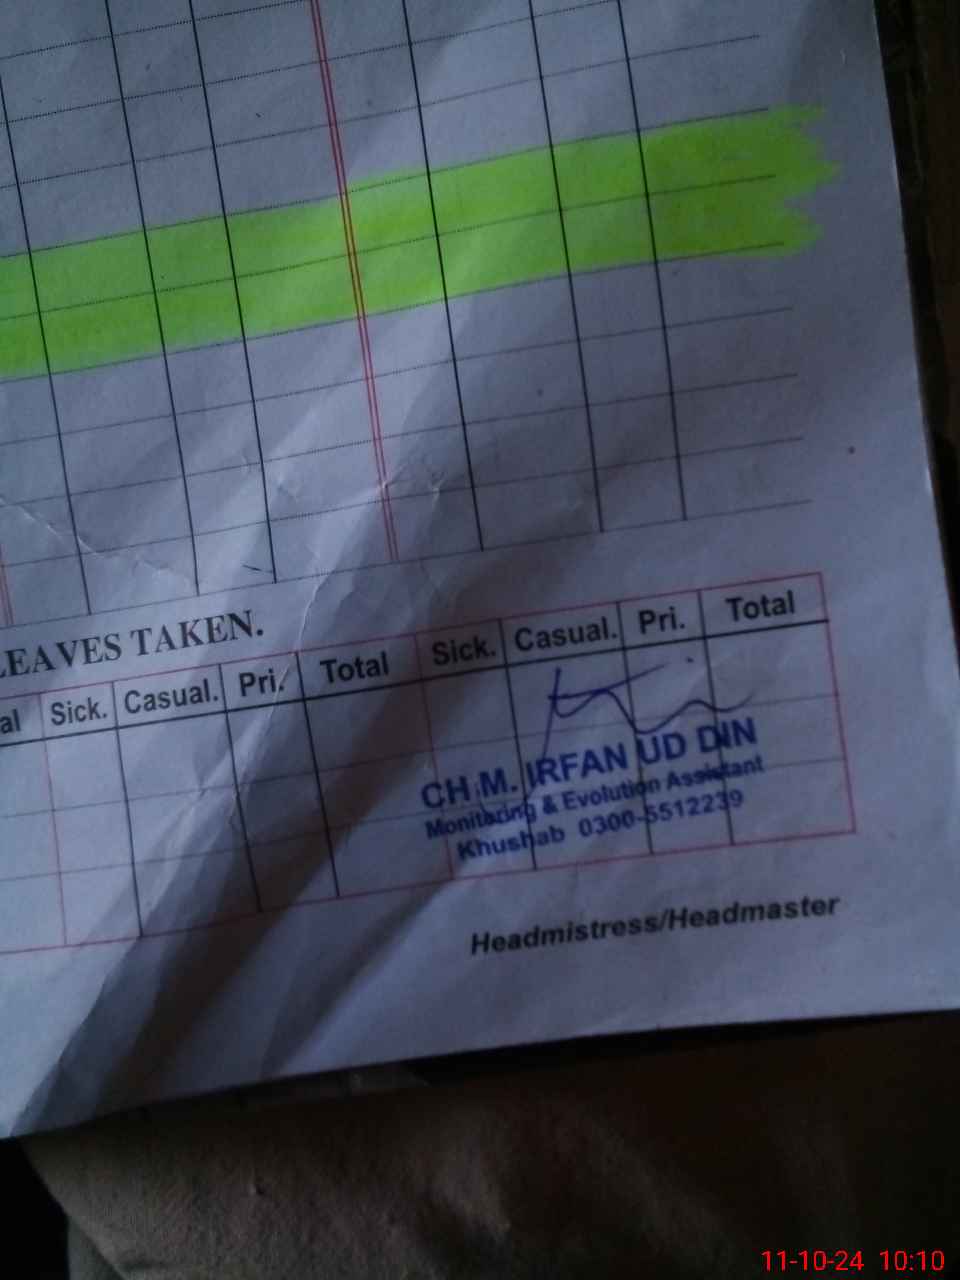 LEAVES TAKEN.
al Sick. Casual. Pri. Total Sick. Casual. Pri. Total
CH M. IRFAN UD DIN
Monitoring & Evolution Assistant
Khushab 0300-5512239
Headmistress/Headmaster
11-10-24 10:10